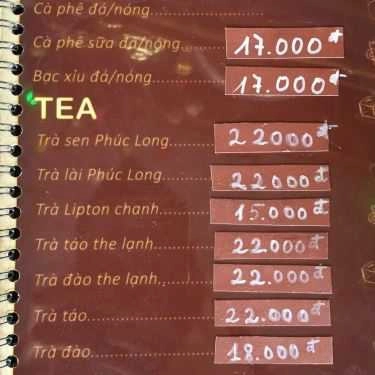 Cà phê đá/nóng
Cà phê sữa đá/nóng 17.000đ
Bạc xỉu đá/nóng 17.000đ
TEA
Trà sen Phúc Long 22000đ
Trà lài Phúc Long 22000đ
Trà Lipton chanh 15.000đ
Trà táo the lạnh 22.000đ
Trà đào the lạnh 22.000đ
Trà táo 22.000đ
Trà đào 18.000đ